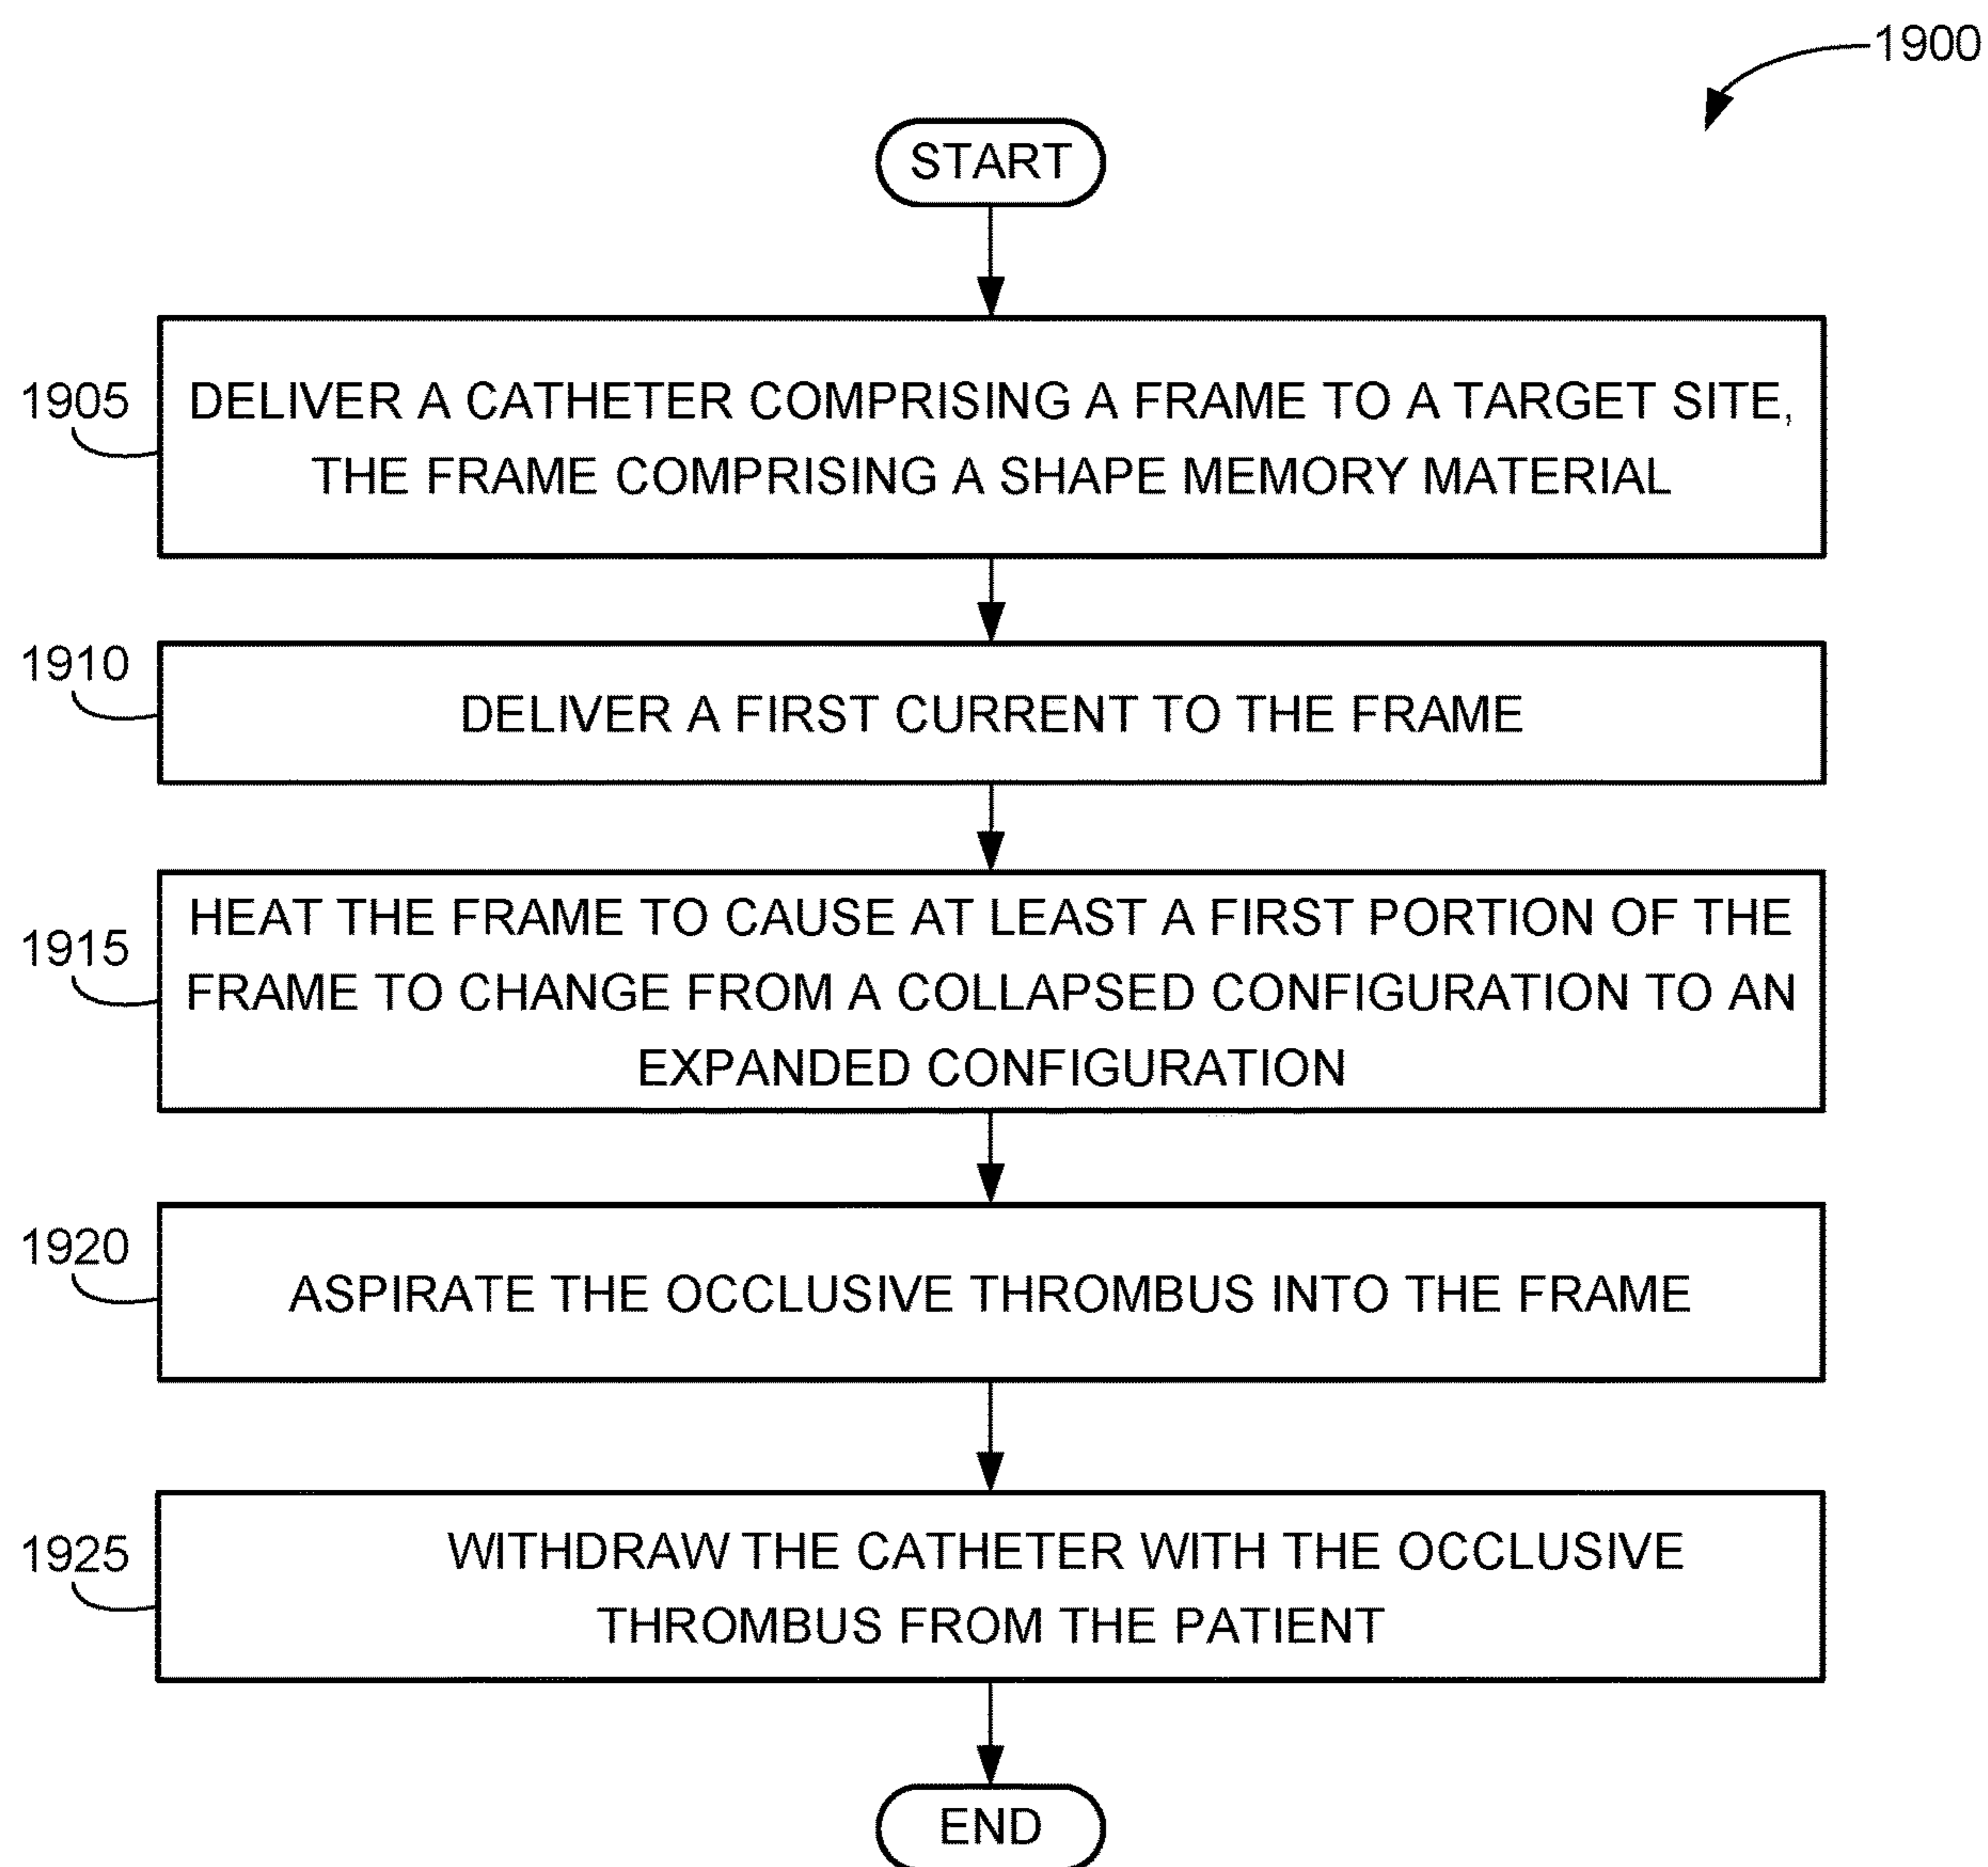 1900
START
1905
DELIVER A CATHETER COMPRISING A FRAME TO A TARGET SITE,
THE FRAME COMPRISING A SHAPE MEMORY MATERIAL
1910
DELIVER A FIRST CURRENT TO THE FRAME
1915
HEAT THE FRAME TO CAUSE AT LEAST A FIRST PORTION OF THE
FRAME TO CHANGE FROM A COLLAPSED CONFIGURATION TO AN
EXPANDED CONFIGURATION
1920
ASPIRATE THE OCCLUSIVE THROMBUS INTO THE FRAME
1925
WITHDRAW THE CATHETER WITH THE OCCLUSIVE
THROMBUS FROM THE PATIENT
END